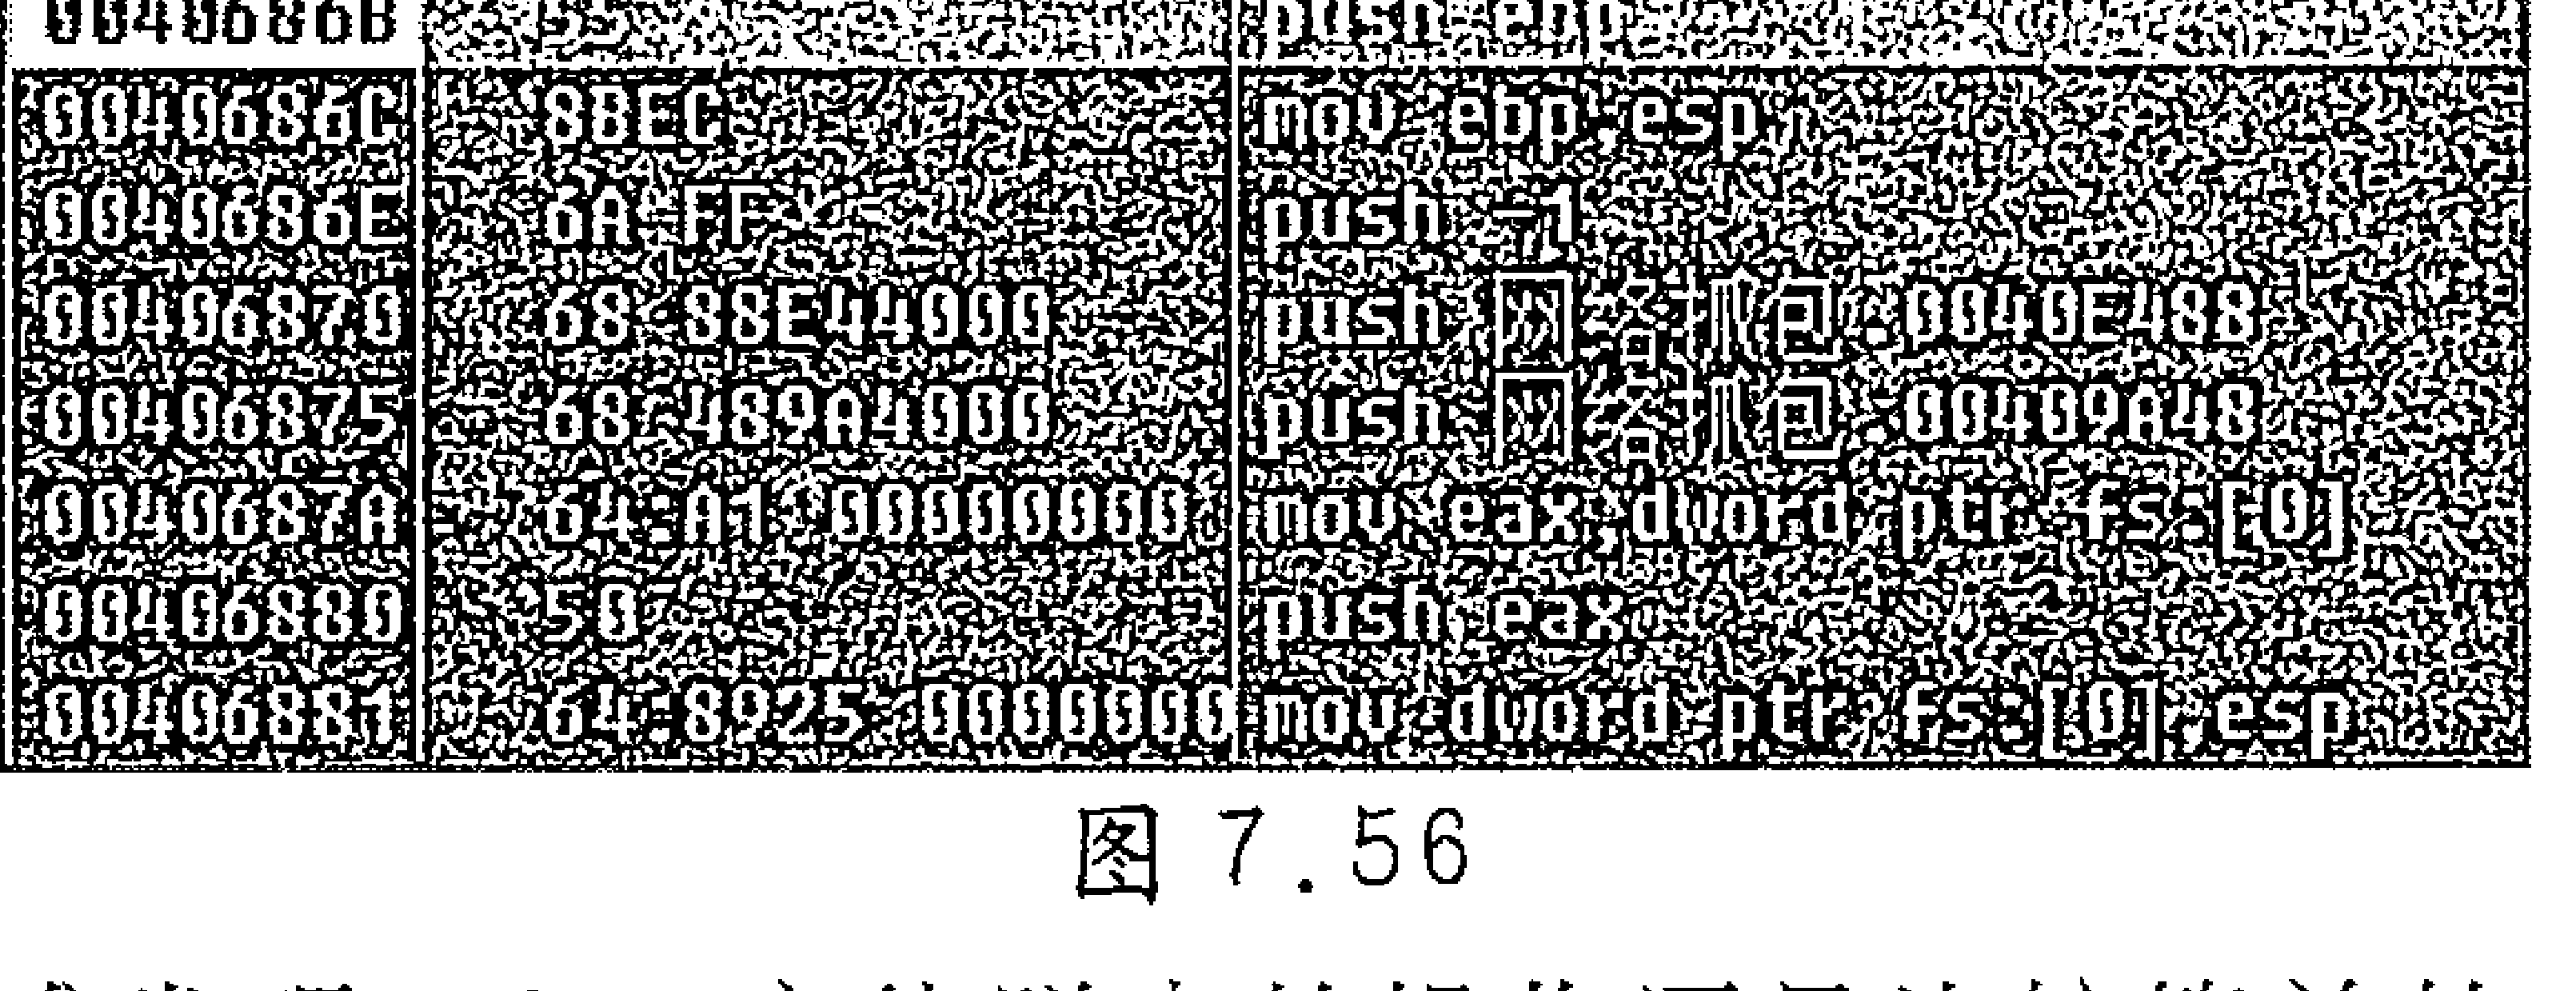 0040686B 55 push ebp
0040686C 8BEC mov ebp,esp
0040686E 6A FF push -1
00406870 68 88E44000 push 网络抓包.0040E488
00406875 68 489A4000 push 网络抓包.00409A48
0040687A 64:A1 00000000 mov eax,dword ptr fs:[0]
00406880 50 push eax
00406881 64:8925 0000000 mov dword ptr fs:[0],esp
图 7.56